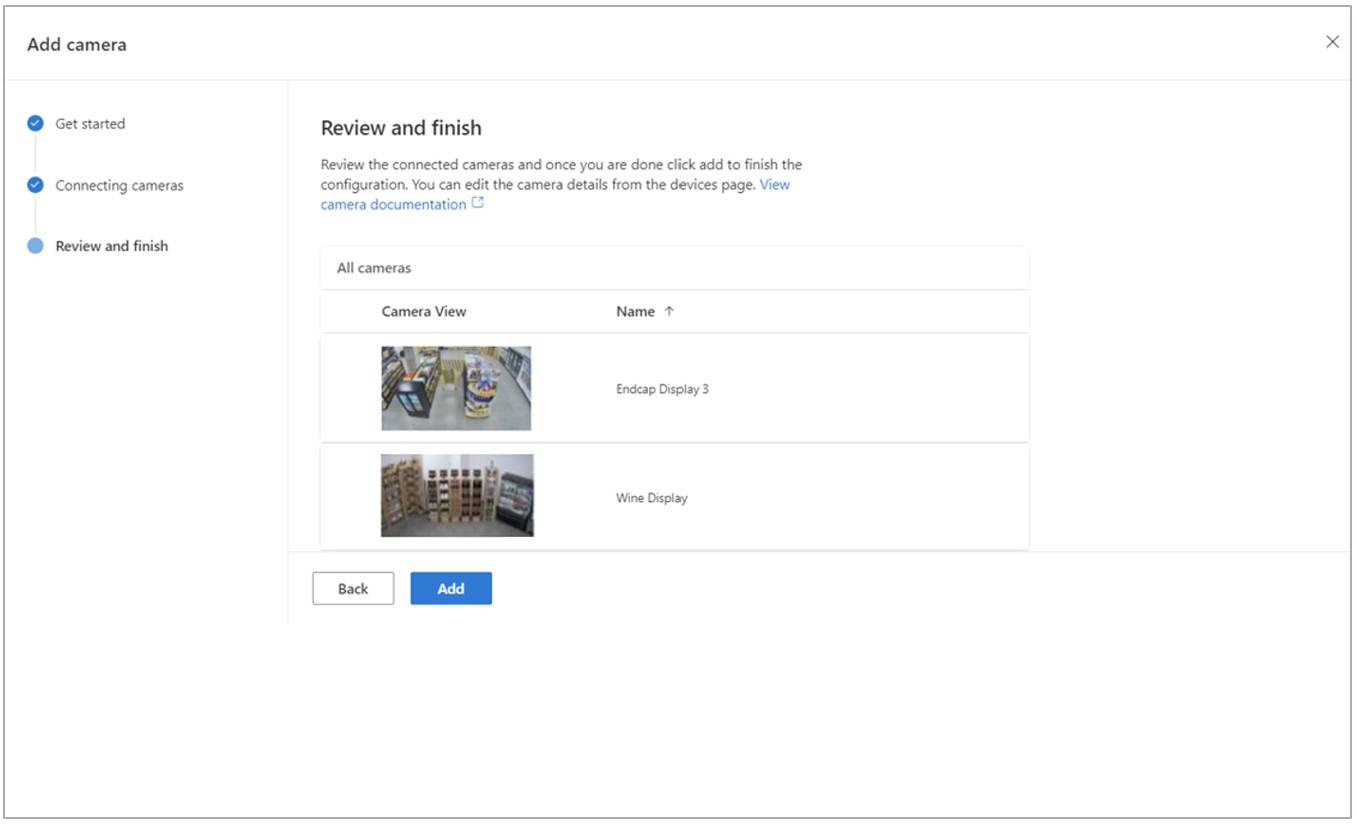 Add camera
Get started
Connecting cameras
Review and finish
Review and finish
Review the connected cameras and once you are done click add to finish the
configuration. You can edit the camera details from the devices page. View
camera documentation
All cameras
Camera View
Name ↑
Endcap Display 3
Wine Display
Back
Add